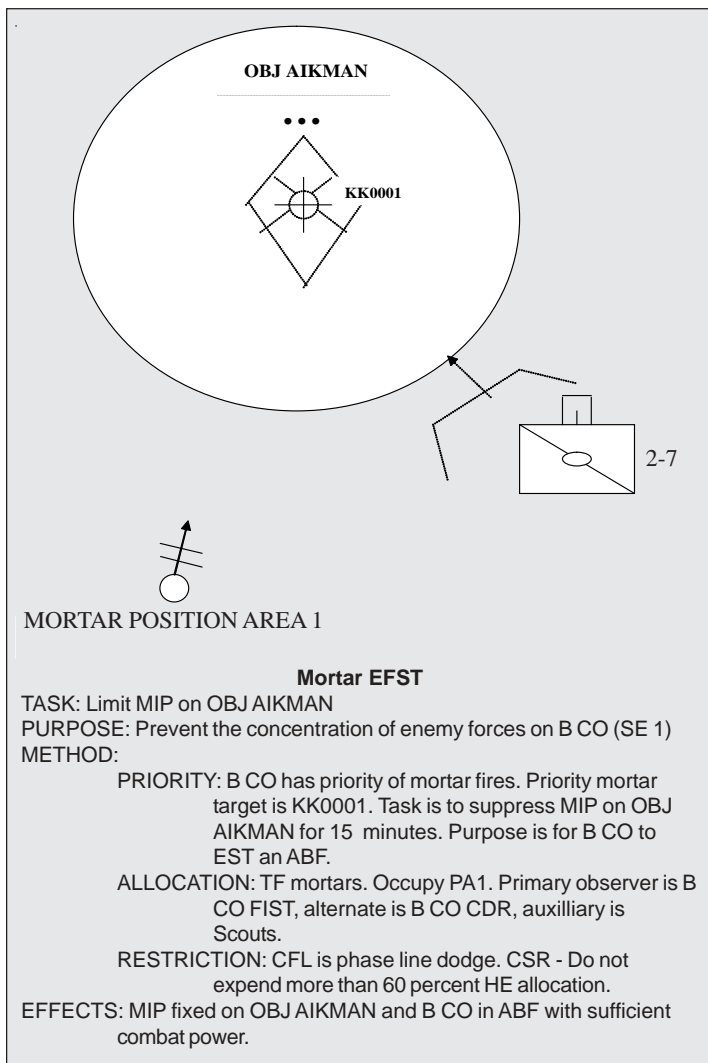 OBJ AIKMAN
KK0001
2-7
MORTAR POSITION AREA 1
Mortar EFST
TASK: Limit MIP on OBJ AIKMAN
PURPOSE: Prevent the concentration of enemy forces on B CO (SE 1)
METHOD:
PRIORITY: B CO has priority of mortar fires. Priority mortar
target is KK0001. Task is to suppress MIP on OBJ
AIKMAN for 15 minutes. Purpose is for B CO to
EST an ABF.
ALLOCATION: TF mortars. Occupy PA1. Primary observer is B
CO FIST, alternate is B CO CDR, auxilliary is
Scouts.
RESTRICTION: CFL is phase line dodge. CSR - Do not
expend more than 60 percent HE allocation.
EFFECTS: MIP fixed on OBJ AIKMAN and B CO in ABF with sufficient
combat power.